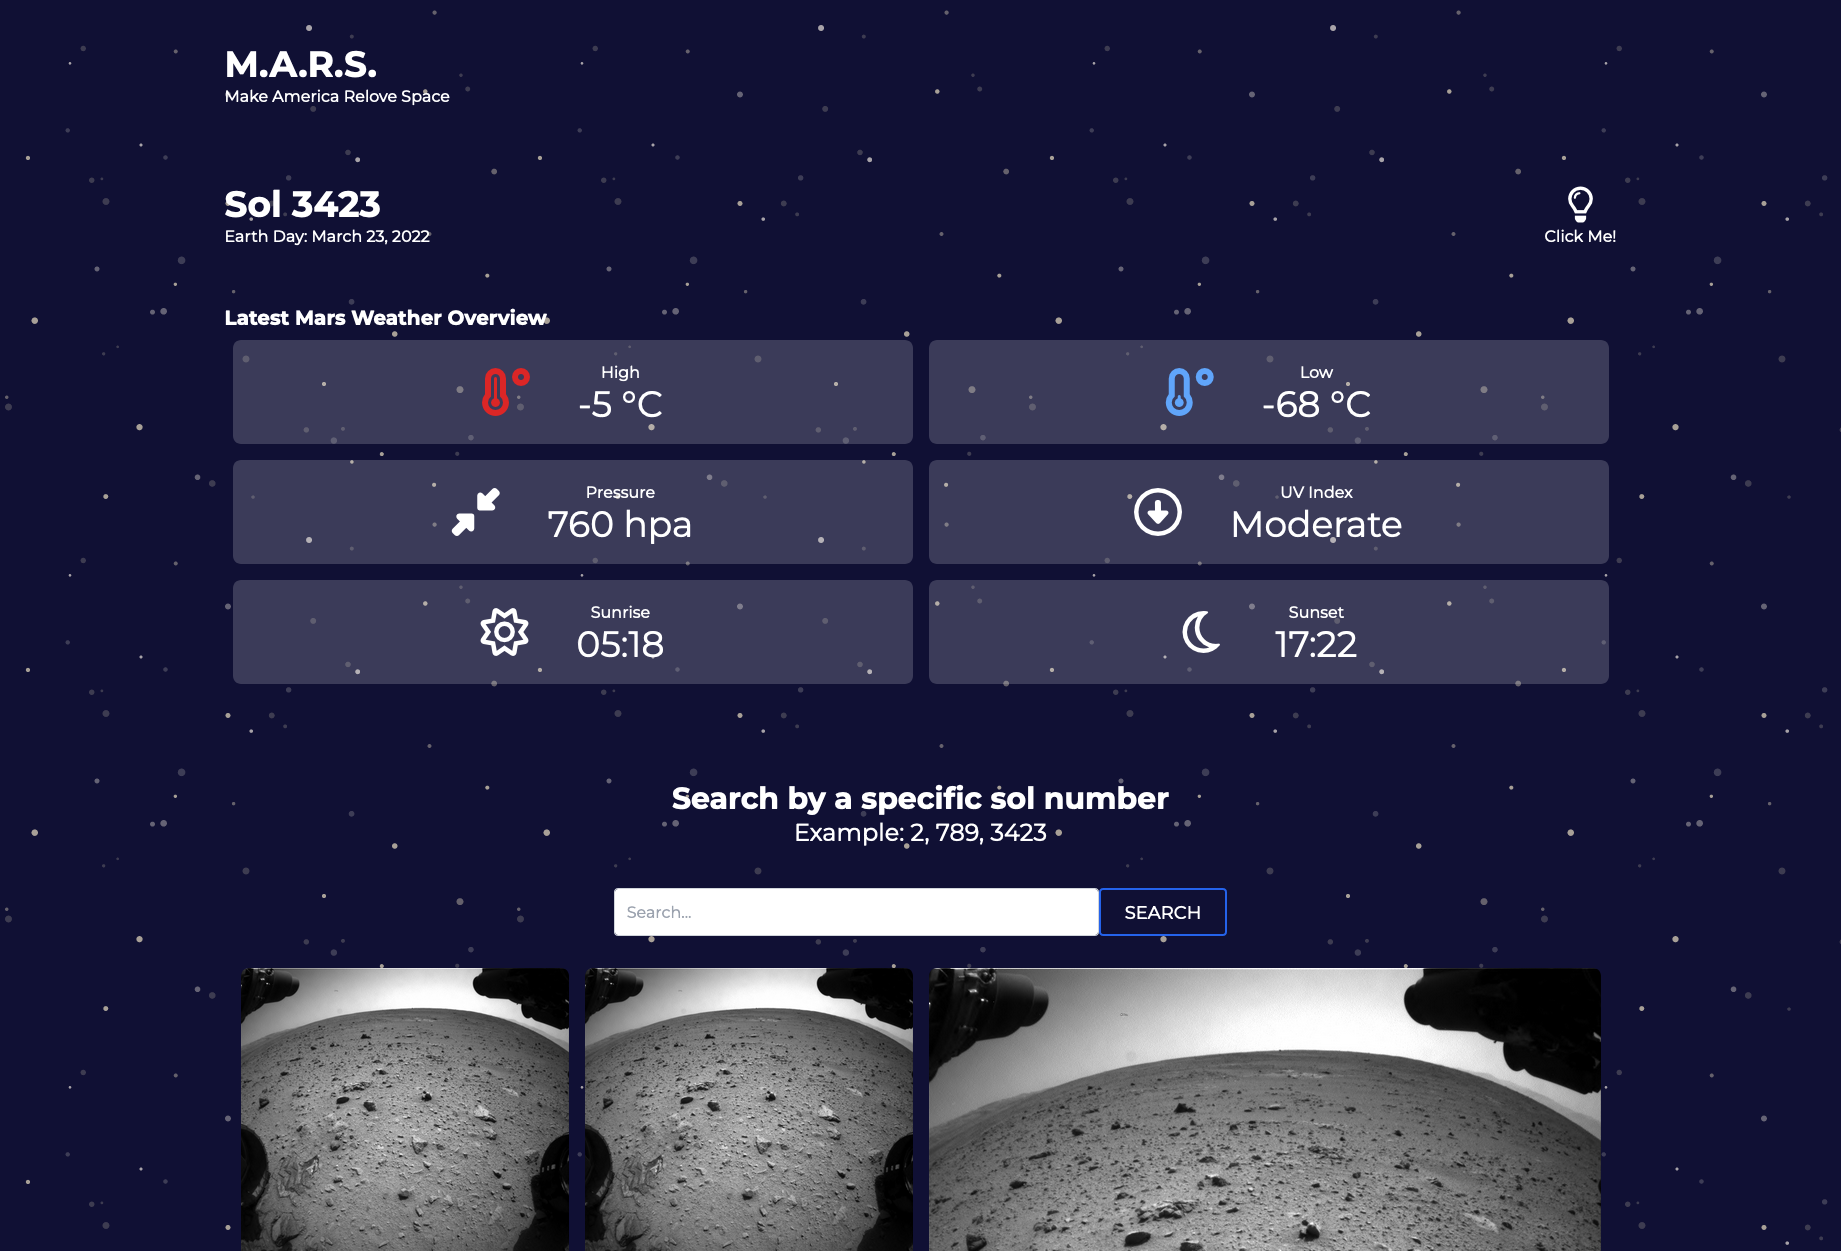 M.A.R.S.
Make America Relove Space
Sol 3423
Earth Day: March 23, 2022
Click Me!
Latest Mars Weather Overview
High
-5 °C
Low
-68 °C
Pressure
760 hpa
UV Index
Moderate
Sunrise
05:18
Sunset
17:22
Search by a specific sol number
Example: 2, 789, 3423
Search...
SEARCH